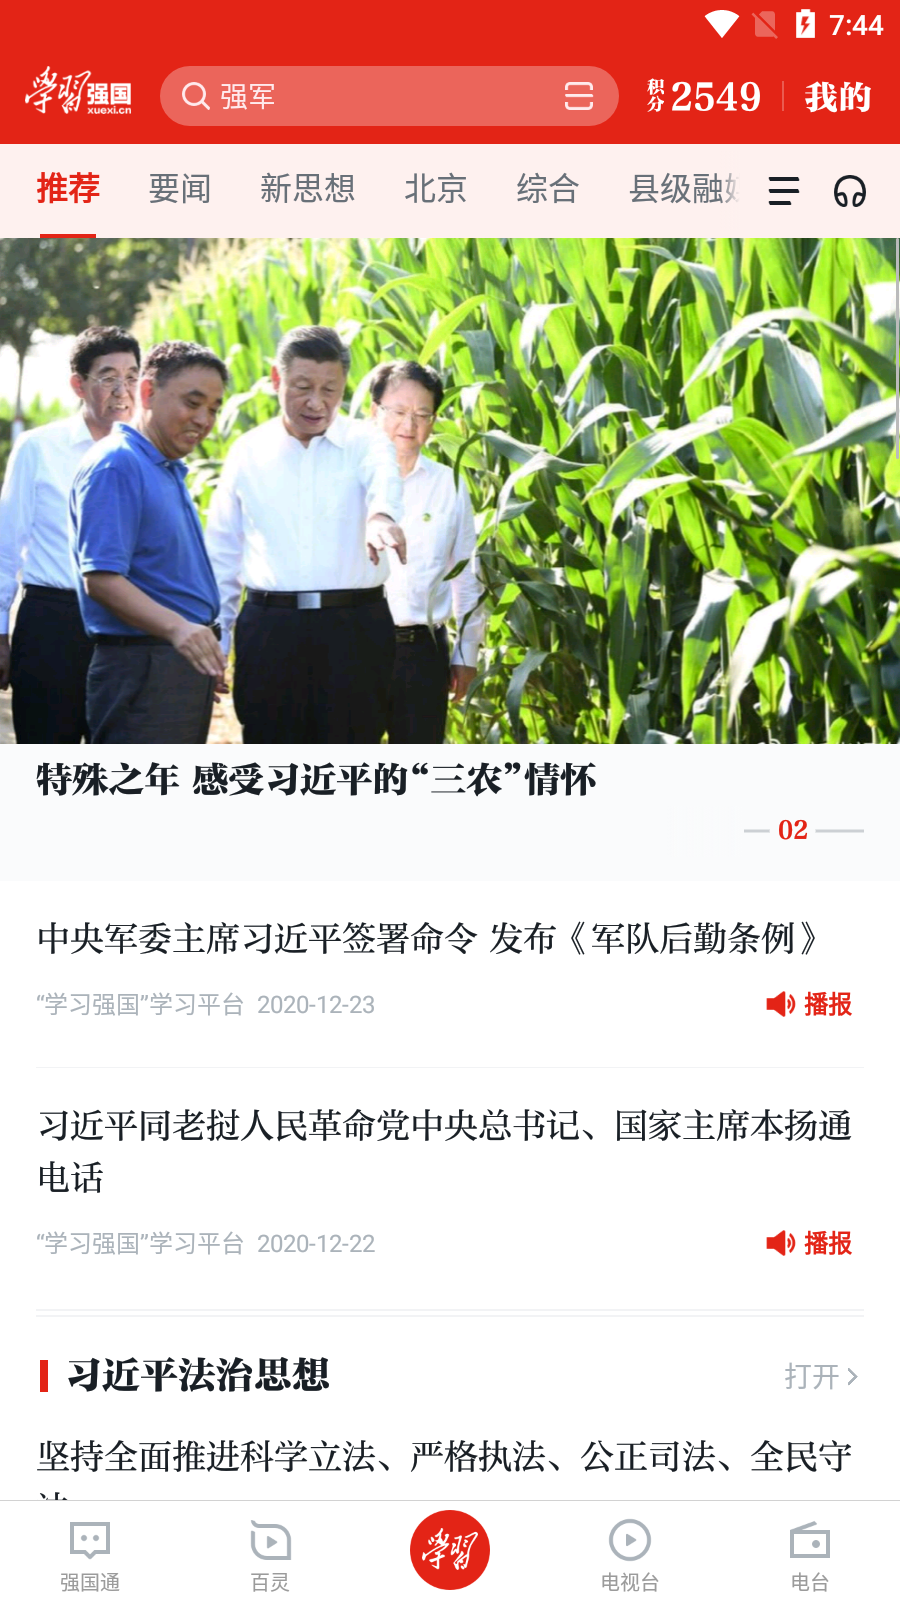 7:44
学习强国
xuexi.cn
强军
积分 2549
我的
推荐 要闻 新思想 北京 综合 县级融
特殊之年 感受习近平的“三农”情怀
02
中央军委主席习近平签署命令 发布《军队后勤条例》
“学习强国”学习平台 2020-12-23 播报
习近平同老挝人民革命党中央总书记、国家主席本扬通
电话
“学习强国”学习平台 2020-12-22 播报
习近平法治思想 打开
坚持全面推进科学立法、严格执法、公正司法、全民守
强国通 百灵 学习 电视台 电台